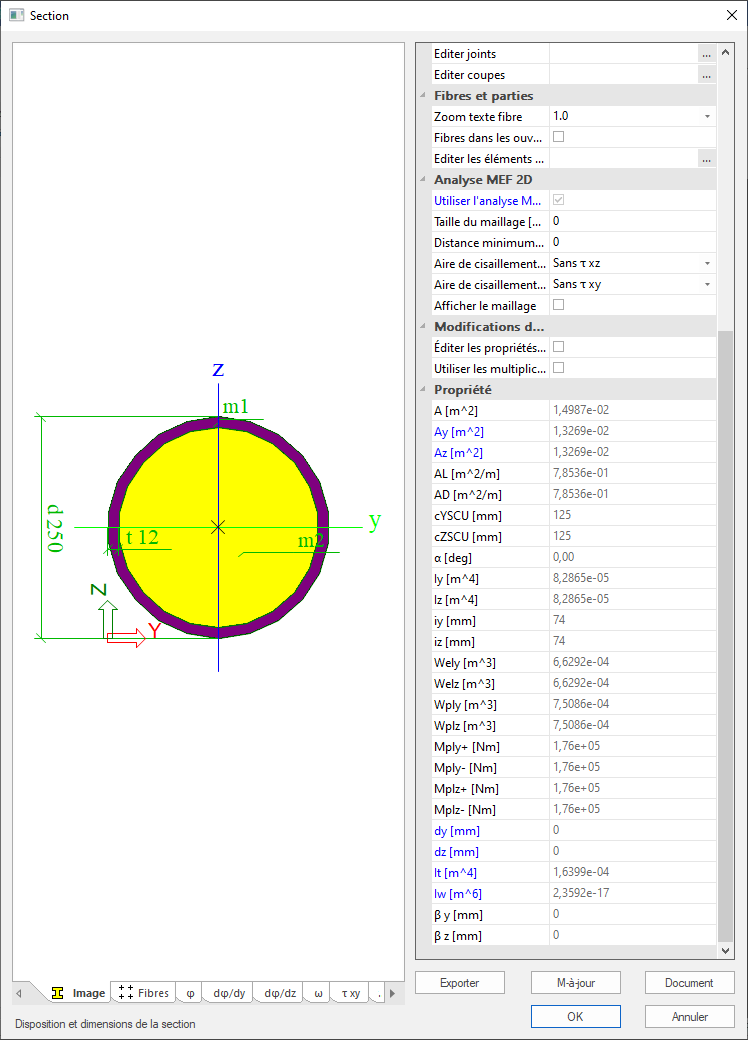 Section
z
m1
y
d 250
t 12
m2
Z
Y
Image
Fibres
φ
dφ/dy
dφ/dz
ω
τ xy
.
Disposition et dimensions de la section
Editer joints ...
Editer coupes ...
Fibres et parties
Zoom texte fibre 1.0
Fibres dans les ouv...
Editer les éléments ... ...
Analyse MEF 2D
Utiliser l'analyse M...
Taille du maillage [... 0
Distance minimum... 0
Aire de cisaillement... Sans τ xz
Aire de cisaillement... Sans τ xy
Afficher le maillage
Modifications d...
Éditer les propriétés...
Utiliser les multiplic...
Propriété
A [m^2] 1,4987e-02
Ay [m^2] 1,3269e-02
Az [m^2] 1,3269e-02
AL [m^2/m] 7,8536e-01
AD [m^2/m] 7,8536e-01
cYSCU [mm] 125
cZSCU [mm] 125
α [deg] 0,00
Iy [m^4] 8,2865e-05
Iz [m^4] 8,2865e-05
iy [mm] 74
iz [mm] 74
Wely [m^3] 6,6292e-04
Welz [m^3] 6,6292e-04
Wply [m^3] 7,5086e-04
Wplz [m^3] 7,5086e-04
Mply+ [Nm] 1,76e+05
Mply- [Nm] 1,76e+05
Mplz+ [Nm] 1,76e+05
Mplz- [Nm] 1,76e+05
dy [mm] 0
dz [mm] 0
It [m^4] 1,6399e-04
Iw [m^6] 2,3592e-17
β y [mm] 0
β z [mm] 0
Exporter
M-à-jour
Document
OK
Annuler